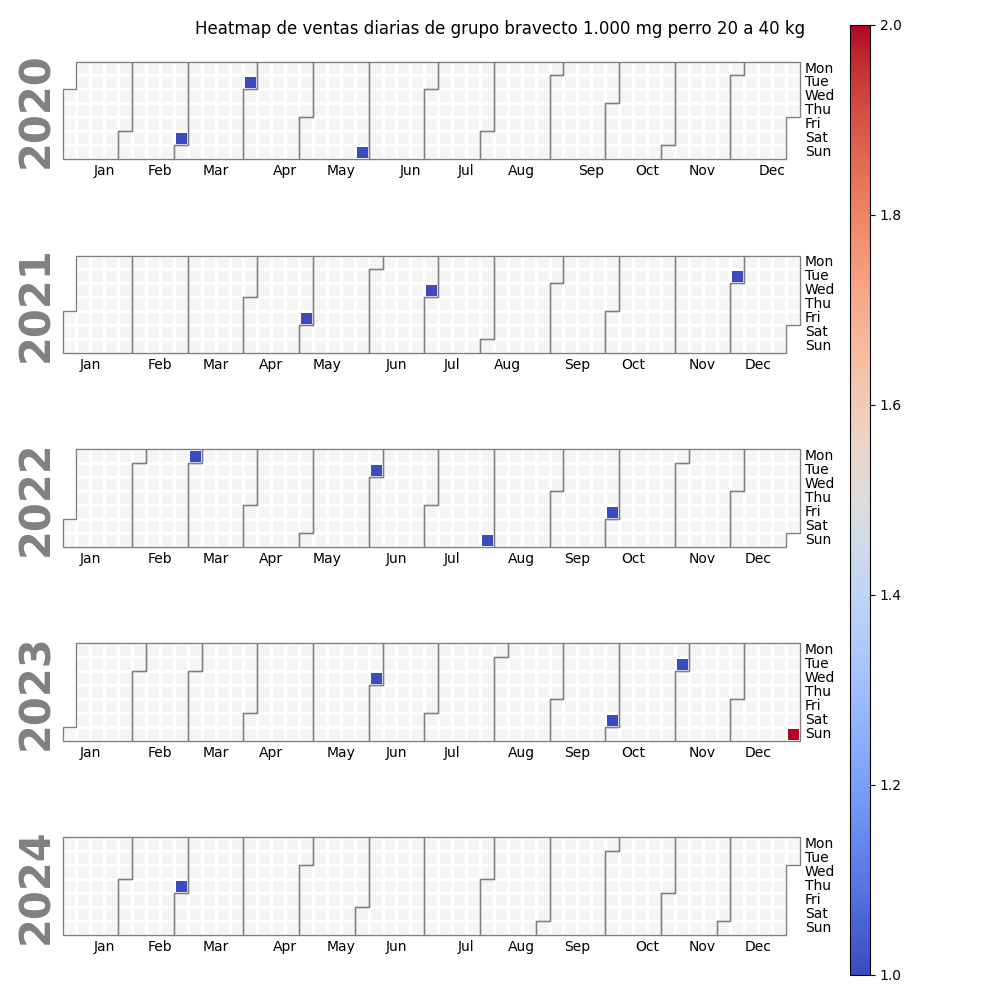 Heatmap de ventas diarias de grupo bravecto 1.000 mg perro 20 a 40 kg
2020
Mon
Tue
Wed
Thu
Fri
Sat
Sun
Jan Feb Mar Apr May Jun Jul Aug Sep Oct Nov Dec
2021
Mon
Tue
Wed
Thu
Fri
Sat
Sun
Jan Feb Mar Apr May Jun Jul Aug Sep Oct Nov Dec
2022
Mon
Tue
Wed
Thu
Fri
Sat
Sun
Jan Feb Mar Apr May Jun Jul Aug Sep Oct Nov Dec
2023
Mon
Tue
Wed
Thu
Fri
Sat
Sun
Jan Feb Mar Apr May Jun Jul Aug Sep Oct Nov Dec
2024
Mon
Tue
Wed
Thu
Fri
Sat
Sun
Jan Feb Mar Apr May Jun Jul Aug Sep Oct Nov Dec
2.0
1.8
1.6
1.4
1.2
1.0